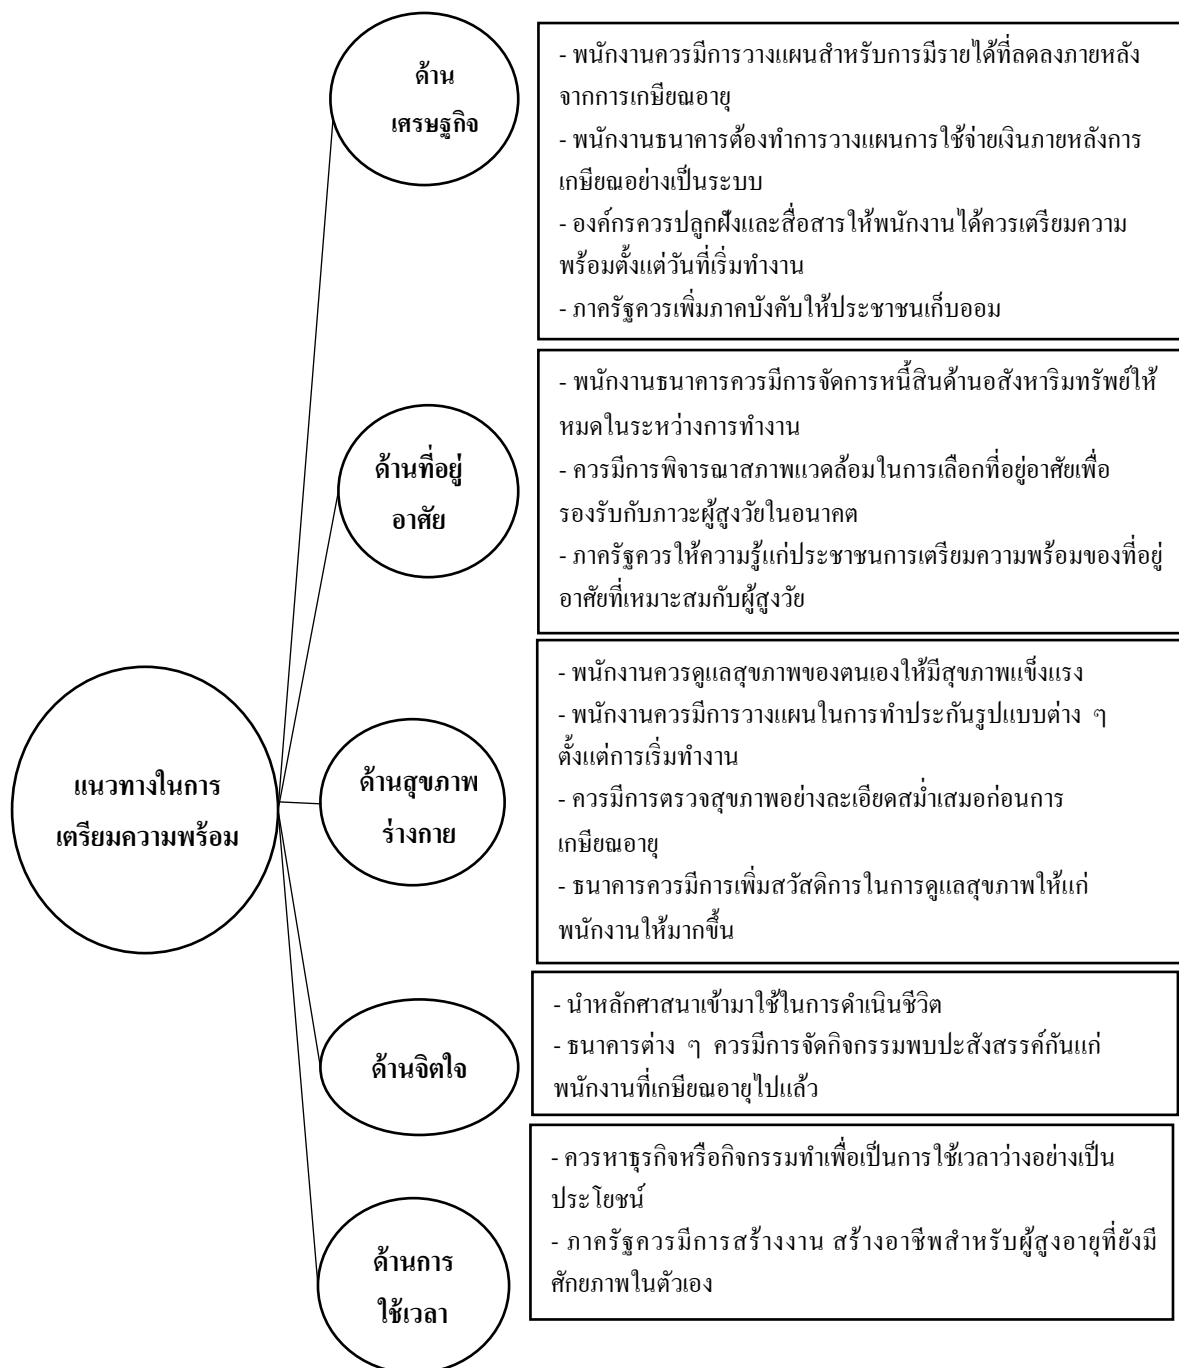 ด้าน
เศรษฐกิจ
- พนักงานควรมีการวางแผนสำหรับการมีรายได้ที่ลดลงภายหลัง
จากการเกษียณอายุ
- พนักงานธนาคารต้องทำการวางแผนการใช้จ่ายเงินภายหลังการ
เกษียณอย่างเป็นระบบ
- องค์กรควรปลูกฝังและสื่อสารให้พนักงานได้ควรเตรียมความ
พร้อมตั้งแต่วันที่เริ่มทำงาน
- ภาครัฐควรเพิ่มภาคบังคับให้ประชาชนเก็บออม
ด้านที่อยู่
อาศัย
- พนักงานธนาคารควรมีการจัดการหนี้สินด้านอสังหาริมทรัพย์ให้
หมดในระหว่างการทำงาน
- ควรมีการพิจารณาสภาพแวดล้อมในการเลือกที่อยู่อาศัยเพื่อ
รองรับกับภาวะผู้สูงวัยในอนาคต
- ภาครัฐควรให้ความรู้แก่ประชาชนการเตรียมความพร้อมของที่อยู่
อาศัยที่เหมาะสมกับผู้สูงวัย
แนวทางในการ
เตรียมความพร้อม
ด้านสุขภาพ
ร่างกาย
- พนักงานควรดูแลสุขภาพของตนเองให้มีสุขภาพแข็งแรง
- พนักงานควรมีการวางแผนในการทำประกันรูปแบบต่าง ๆ
ตั้งแต่การเริ่มทำงาน
- ควรมีการตรวจสุขภาพอย่างละเอียดสม่ำเสมอก่อนการ
เกษียณอายุ
- ธนาคารควรมีการเพิ่มสวัสดิการในการดูแลสุขภาพให้แก่
พนักงานให้มากขึ้น
ด้านจิตใจ
- นำหลักศาสนาเข้ามาใช้ในการดำเนินชีวิต
- ธนาคารต่าง ๆ ควรมีการจัดกิจกรรมพบปะสังสรรค์กันแก่
พนักงานที่เกษียณอายุไปแล้ว
ด้านการ
ใช้เวลา
- ควรหาธุรกิจหรือกิจกรรมทำเพื่อเป็นการใช้เวลาว่างอย่างเป็น
ประโยชน์
- ภาครัฐควรมีการสร้างงาน สร้างอาชีพสำหรับผู้สูงอายุที่ยังมี
ศักยภาพในตัวเอง